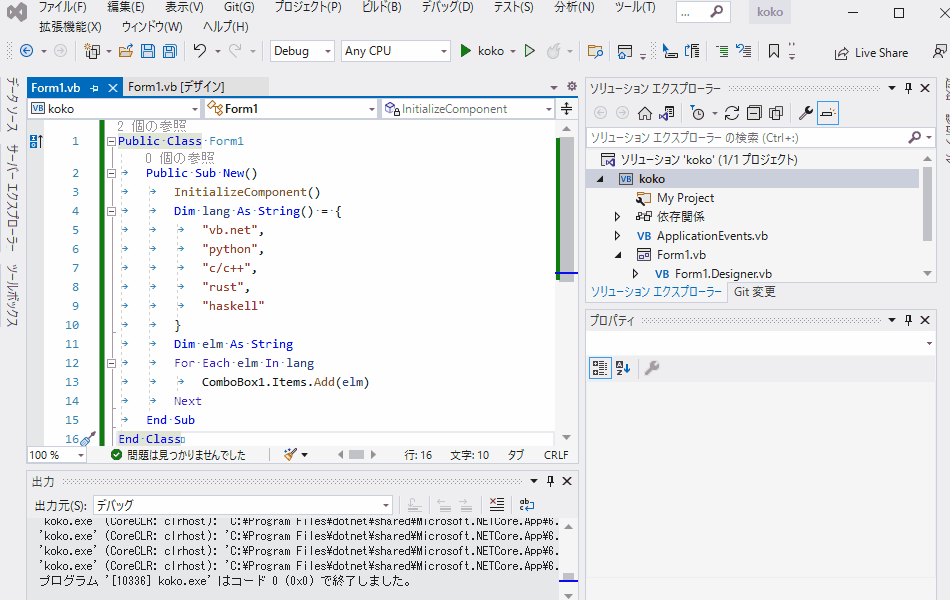 ファイル(F) 編集(E) 表示(V) Git(G) プロジェクト(P) ビルド(B) デバッグ(D) テスト(S) 分析(N) ツール(T) ... koko
拡張機能(X) ウィンドウ(W) ヘルプ(H)
Debug Any CPU koko Live Share
データ ソース サーバー エクスプローラー ツールボックス
Form1.vb Form1.vb [デザイン]
VB koko Form1 InitializeComponent
2 個の参照
1 Public Class Form1
0 個の参照
2 Public Sub New()
3 InitializeComponent()
4 Dim lang As String() = {
5 "vb.net",
6 "python",
7 "c/c++",
8 "rust",
9 "haskell"
10 }
11 Dim elm As String
12 For Each elm In lang
13 ComboBox1.Items.Add(elm)
14 Next
15 End Sub
16 End Class
100 % 問題は見つかりませんでした 行: 16 文字: 10 タブ CRLF
出力
出力元(S): デバッグ
'koko.exe' (CoreCLR: clrhost): 'C:¥Program Files¥dotnet¥shared¥Microsoft.NETCore.App¥6.
'koko.exe' (CoreCLR: clrhost): 'C:¥Program Files¥dotnet¥shared¥Microsoft.NETCore.App¥6.
'koko.exe' (CoreCLR: clrhost): 'C:¥Program Files¥dotnet¥shared¥Microsoft.NETCore.App¥6.
'koko.exe' (CoreCLR: clrhost): 'C:¥Program Files¥dotnet¥shared¥Microsoft.NETCore.App¥6.
プログラム '[10336] koko.exe' はコード 0 (0x0) で終了しました。
ソリューション エクスプローラー
ソリューション エクスプローラー の検索 (Ctrl+:)
ソリューション 'koko' (1/1 プロジェクト)
VB koko
My Project
依存関係
VB ApplicationEvents.vb
Form1.vb
VB Form1.Designer.vb
ソリューション エクスプローラー Git 変更
プロパティ